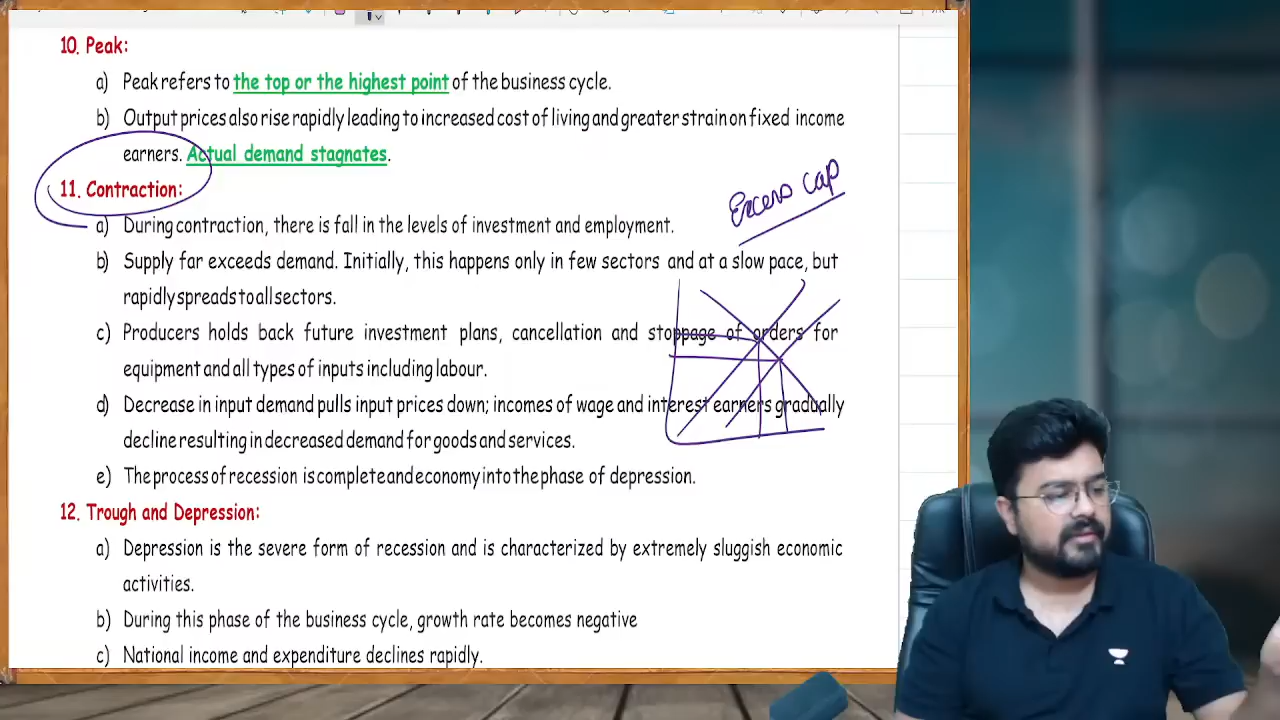 10. Peak:
a) Peak refers to the top or the highest point of the business cycle.
b) Output prices also rise rapidly leading to increased cost of living and greater strain on fixed income
earners. Actual demand stagnates.
11. Contraction:
Excess cap
a) During contraction, there is fall in the levels of investment and employment.
b) Supply far exceeds demand. Initially, this happens only in few sectors and at a slow pace, but
rapidly spreads to all sectors.
c) Producers holds back future investment plans, cancellation and stoppage of orders for
equipment and all types of inputs including labour.
d) Decrease in input demand pulls input prices down; incomes of wage and interest earners gradually
decline resulting in decreased demand for goods and services.
e) The process of recession is complete and economy into the phase of depression.
12. Trough and Depression:
a) Depression is the severe form of recession and is characterized by extremely sluggish economic
activities.
b) During this phase of the business cycle, growth rate becomes negative
c) National income and expenditure declines rapidly.